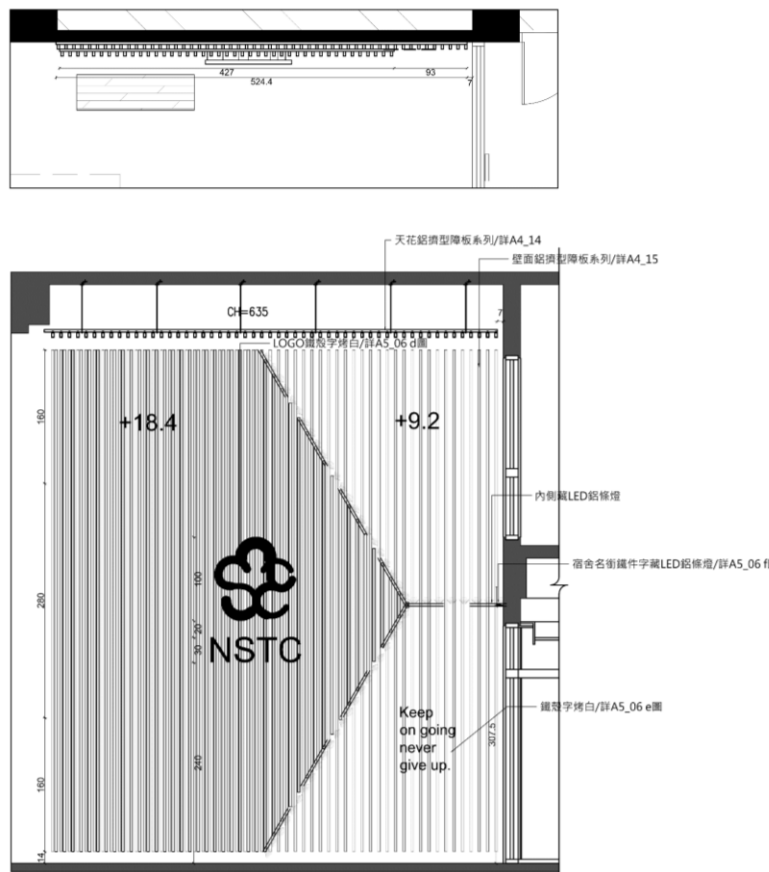 427
93
524.4
7
天花鋁擠型障板系列/詳A4_14
壁面鋁擠型障板系列/詳A4_15
CH=635
7
LOGO鐵殼字烤白/詳A5_06 d圖
160
+18.4
+9.2
內側藏LED鋁條燈
宿舍名銜鐵件字藏LED鋁條燈/詳A5_06 f
100
280
20
30
NSTC
Keep
on going
never
give up.
鐵殼字烤白/詳A5_06 e圖
307.5
240
160
14